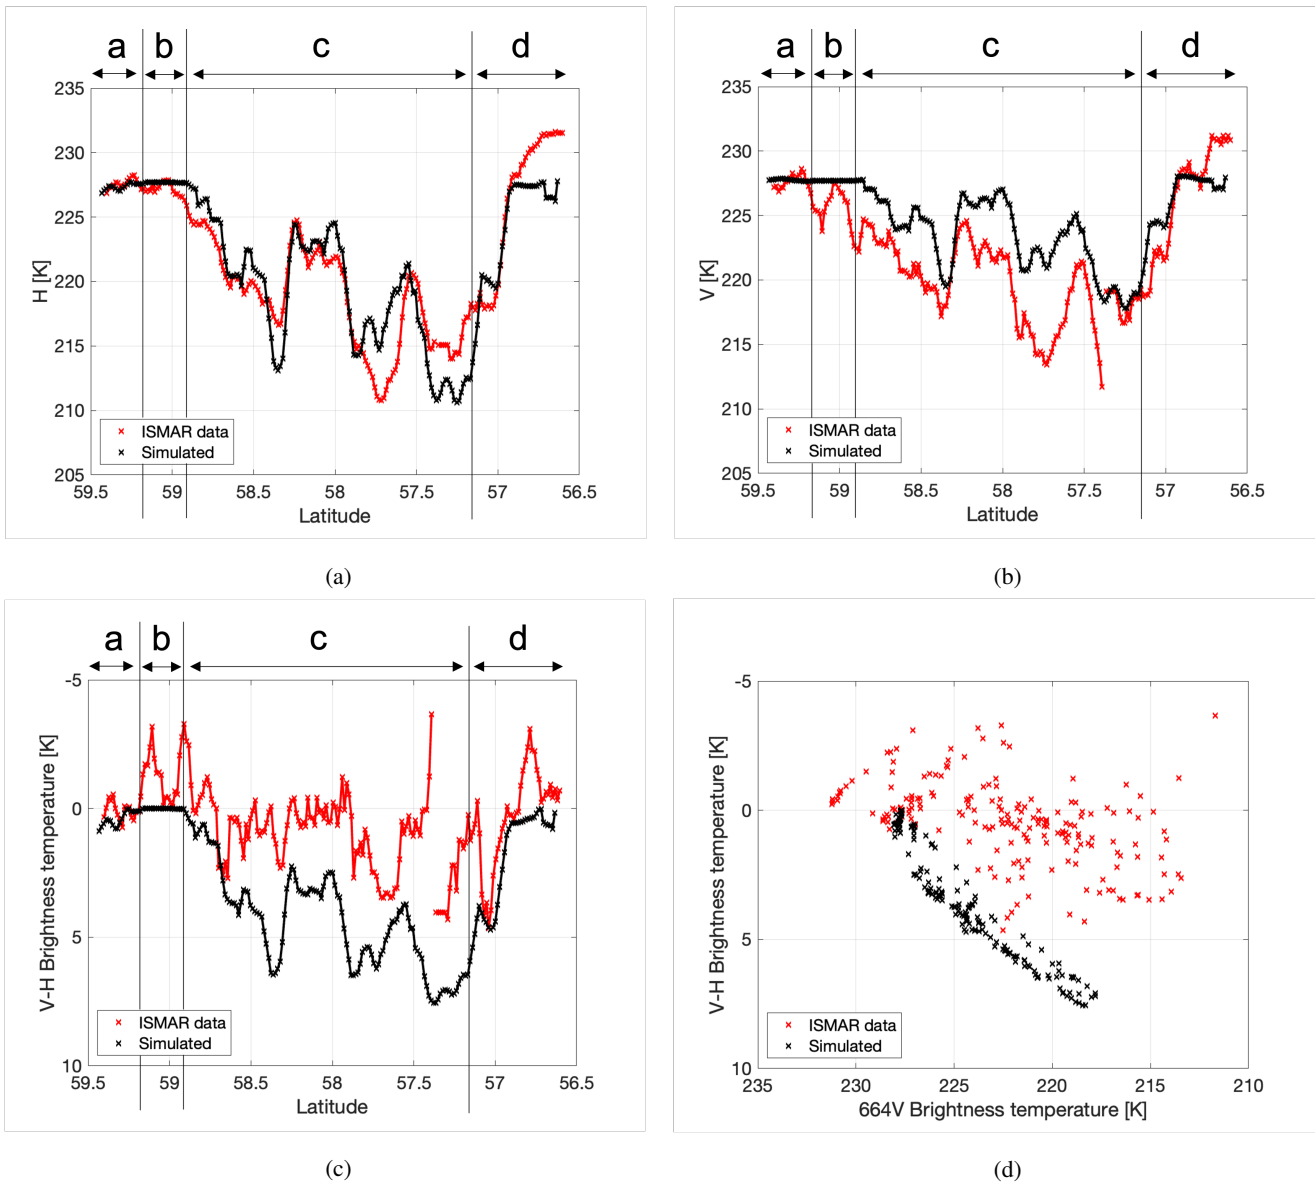 a b c d
235
230
225
220
215
210
205
H [K]
ISMAR data
Simulated
59.5 59 58.5 58 57.5 57 56.5
Latitude
(a)
a b c d
235
230
225
220
215
210
205
V [K]
ISMAR data
Simulated
59.5 59 58.5 58 57.5 57 56.5
Latitude
(b)
a b c d
-5
0
5
10
V-H Brightness temperature [K]
ISMAR data
Simulated
59.5 59 58.5 58 57.5 57 56.5
Latitude
(c)
-5
0
5
10
V-H Brightness temperature [K]
ISMAR data
Simulated
235 230 225 220 215 210
664V Brightness temperature [K]
(d)